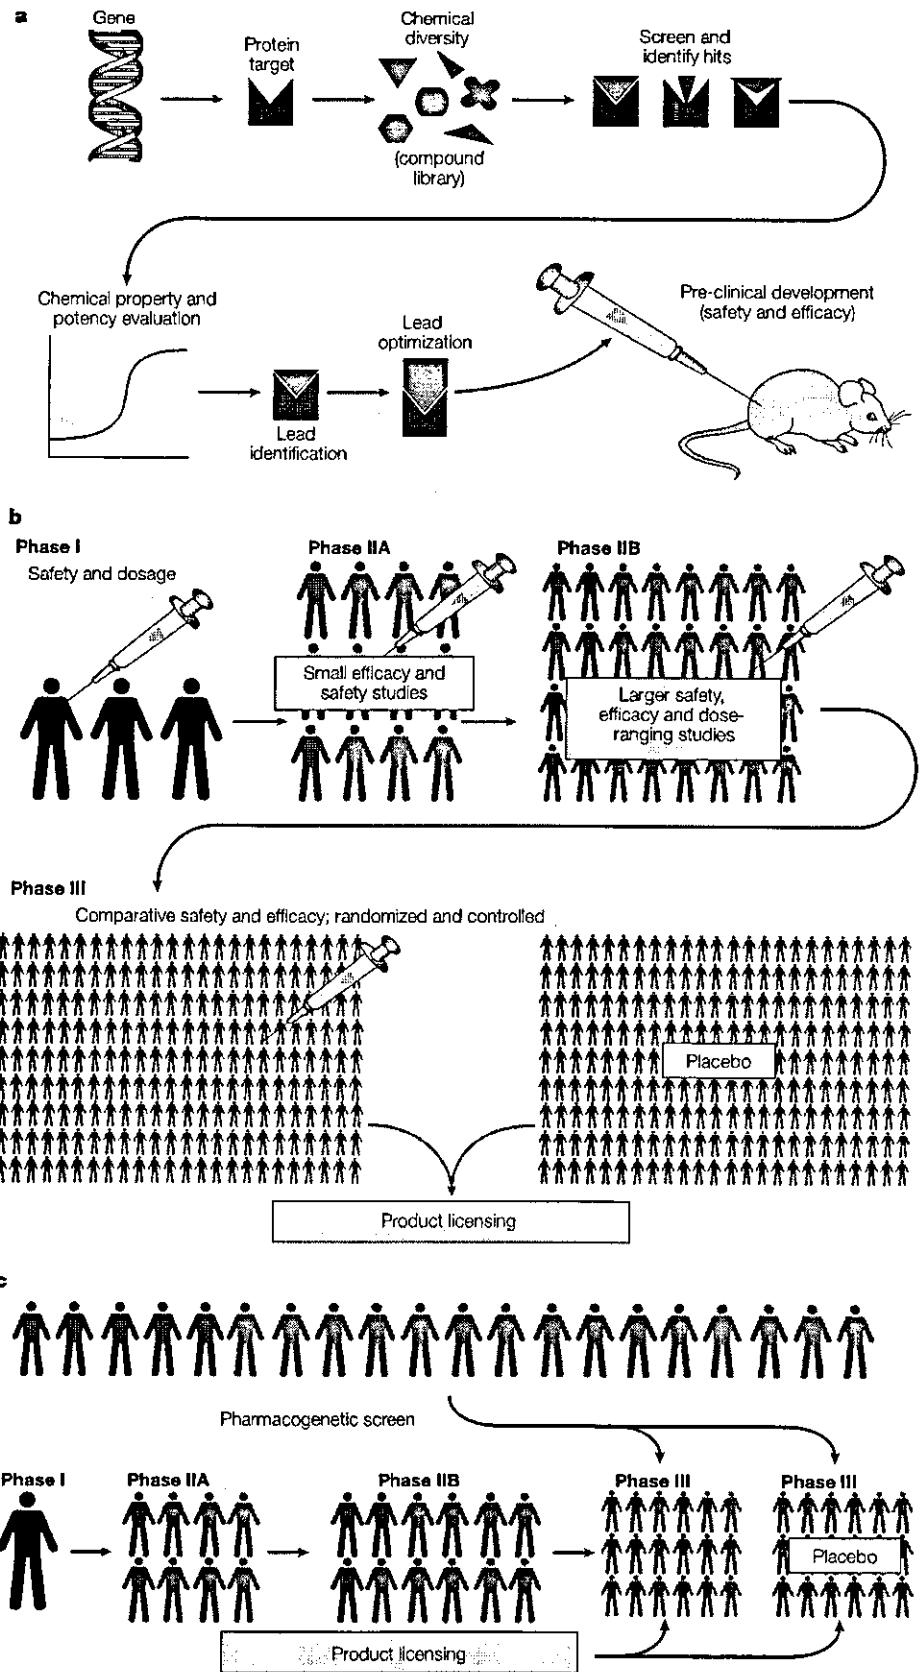 a
Gene
Protein
target
Chemical
diversity
(compound
library)
Screen and
identify hits
Chemical property and
potency evaluation
Lead
identification
Lead
optimization
Pre-clinical development
(safety and efficacy)
b
Phase I
Safety and dosage
Phase IIA
Small efficacy and
safety studies
Phase IIB
Larger safety,
efficacy and dose-
ranging studies
Phase III
Comparative safety and efficacy; randomized and controlled
Placebo
Product licensing
c
Pharmacogenetic screen
Phase I
Phase IIA
Phase IIB
Phase III
Phase III
Placebo
Product licensing